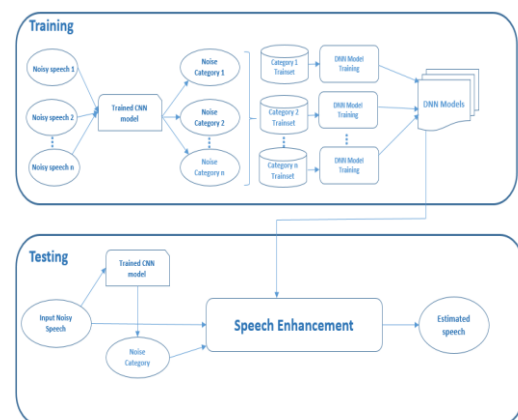 Training
Noisy speech 1
Noisy speech 2
Noisy speech n
Trained CNN
model
Noise
Category 1
Noise
Category 2
Noise
Category n
Category 1
Trainset
Category 2
Trainset
Category n
Trainset
DNN Model
Training
DNN Model
Training
DNN Model
Training
DNN Models
Testing
Trained CNN
model
Input Noisy
Speech
Noise
Category
Speech Enhancement
Estimated
speech